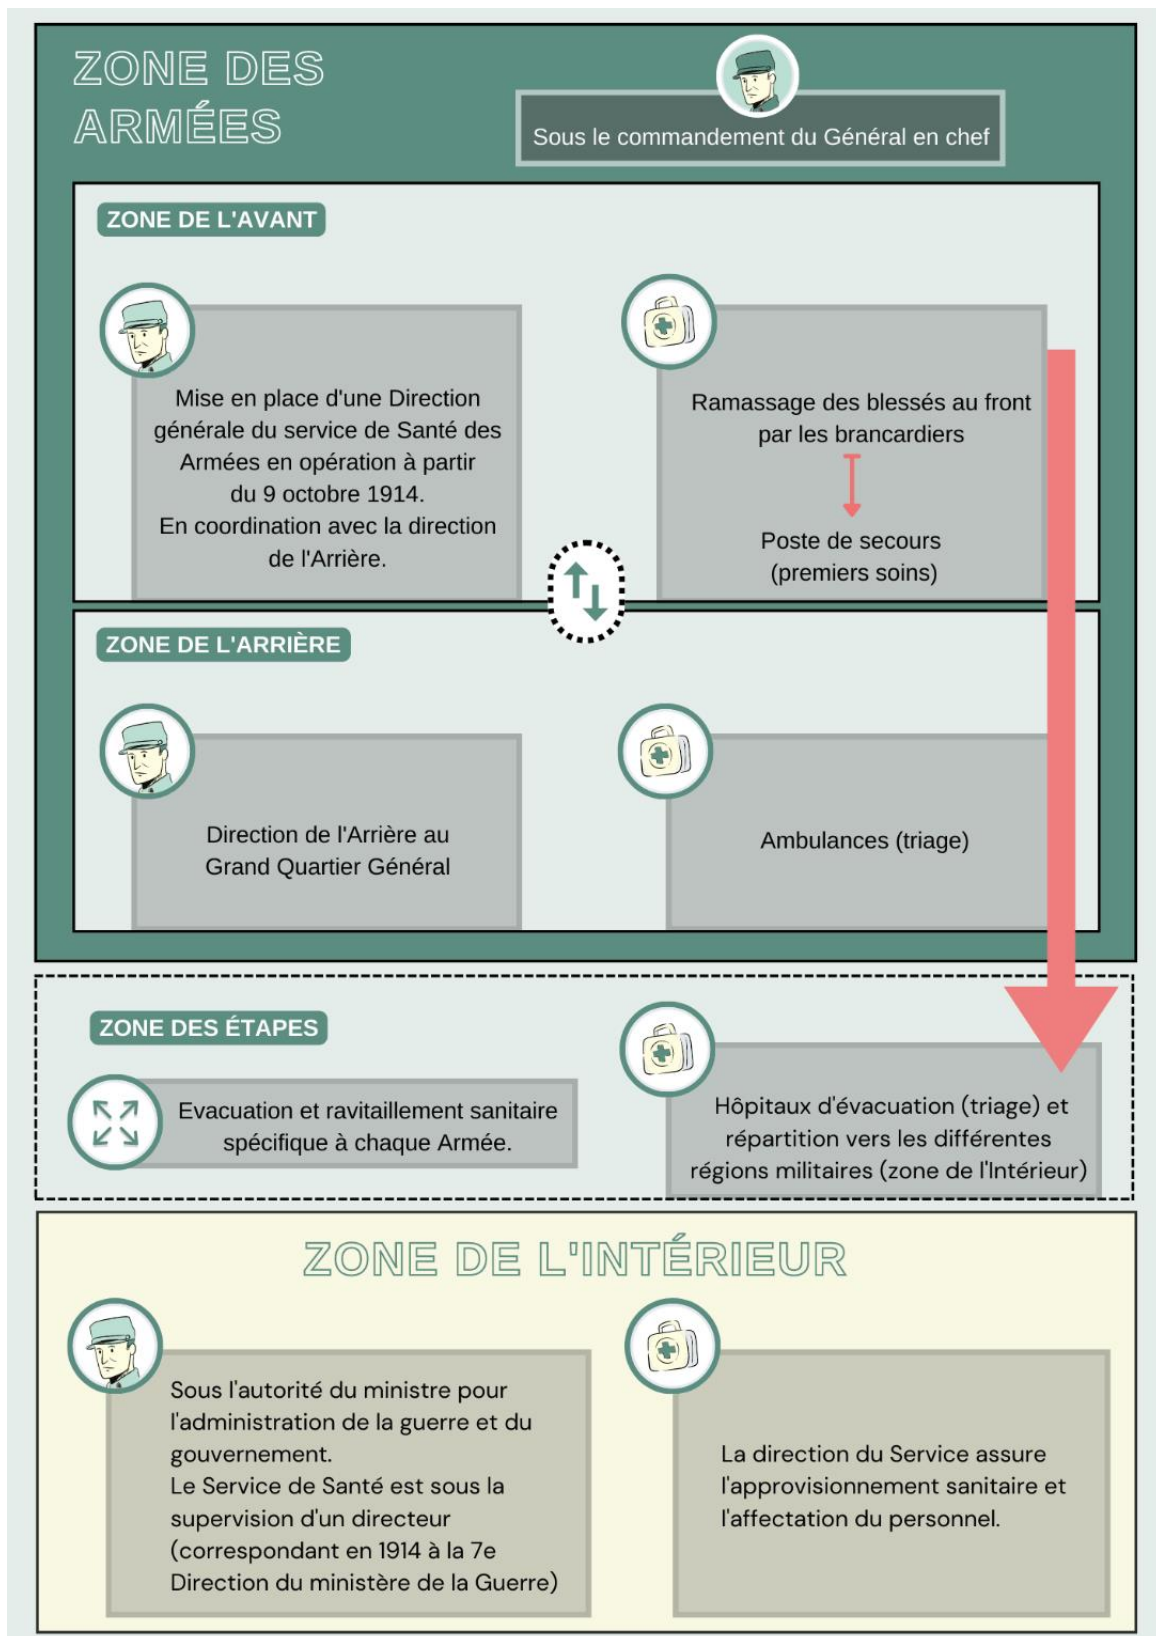 ZONE DES
ARMÉES
Sous le commandement du Général en chef
ZONE DE L'AVANT
Mise en place d'une Direction
générale du service de Santé des
Armées en opération à partir
du 9 octobre 1914.
En coordination avec la direction
de l'Arrière.
Ramassage des blessés au front
par les brancardiers
Poste de secours
(premiers soins)
ZONE DE L'ARRIÈRE
Direction de l'Arrière au
Grand Quartier Général
Ambulances (triage)
ZONE DES ÉTAPES
Evacuation et ravitaillement sanitaire
spécifique à chaque Armée.
Hôpitaux d'évacuation (triage) et
répartition vers les différentes
régions militaires (zone de l'Intérieur)
ZONE DE L'INTÉRIEUR
Sous l'autorité du ministre pour
l'administration de la guerre et du
gouvernement.
Le Service de Santé est sous la
supervision d'un directeur
(correspondant en 1914 à la 7e
Direction du ministère de la Guerre)
La direction du Service assure
l'approvisionnement sanitaire et
l'affectation du personnel.